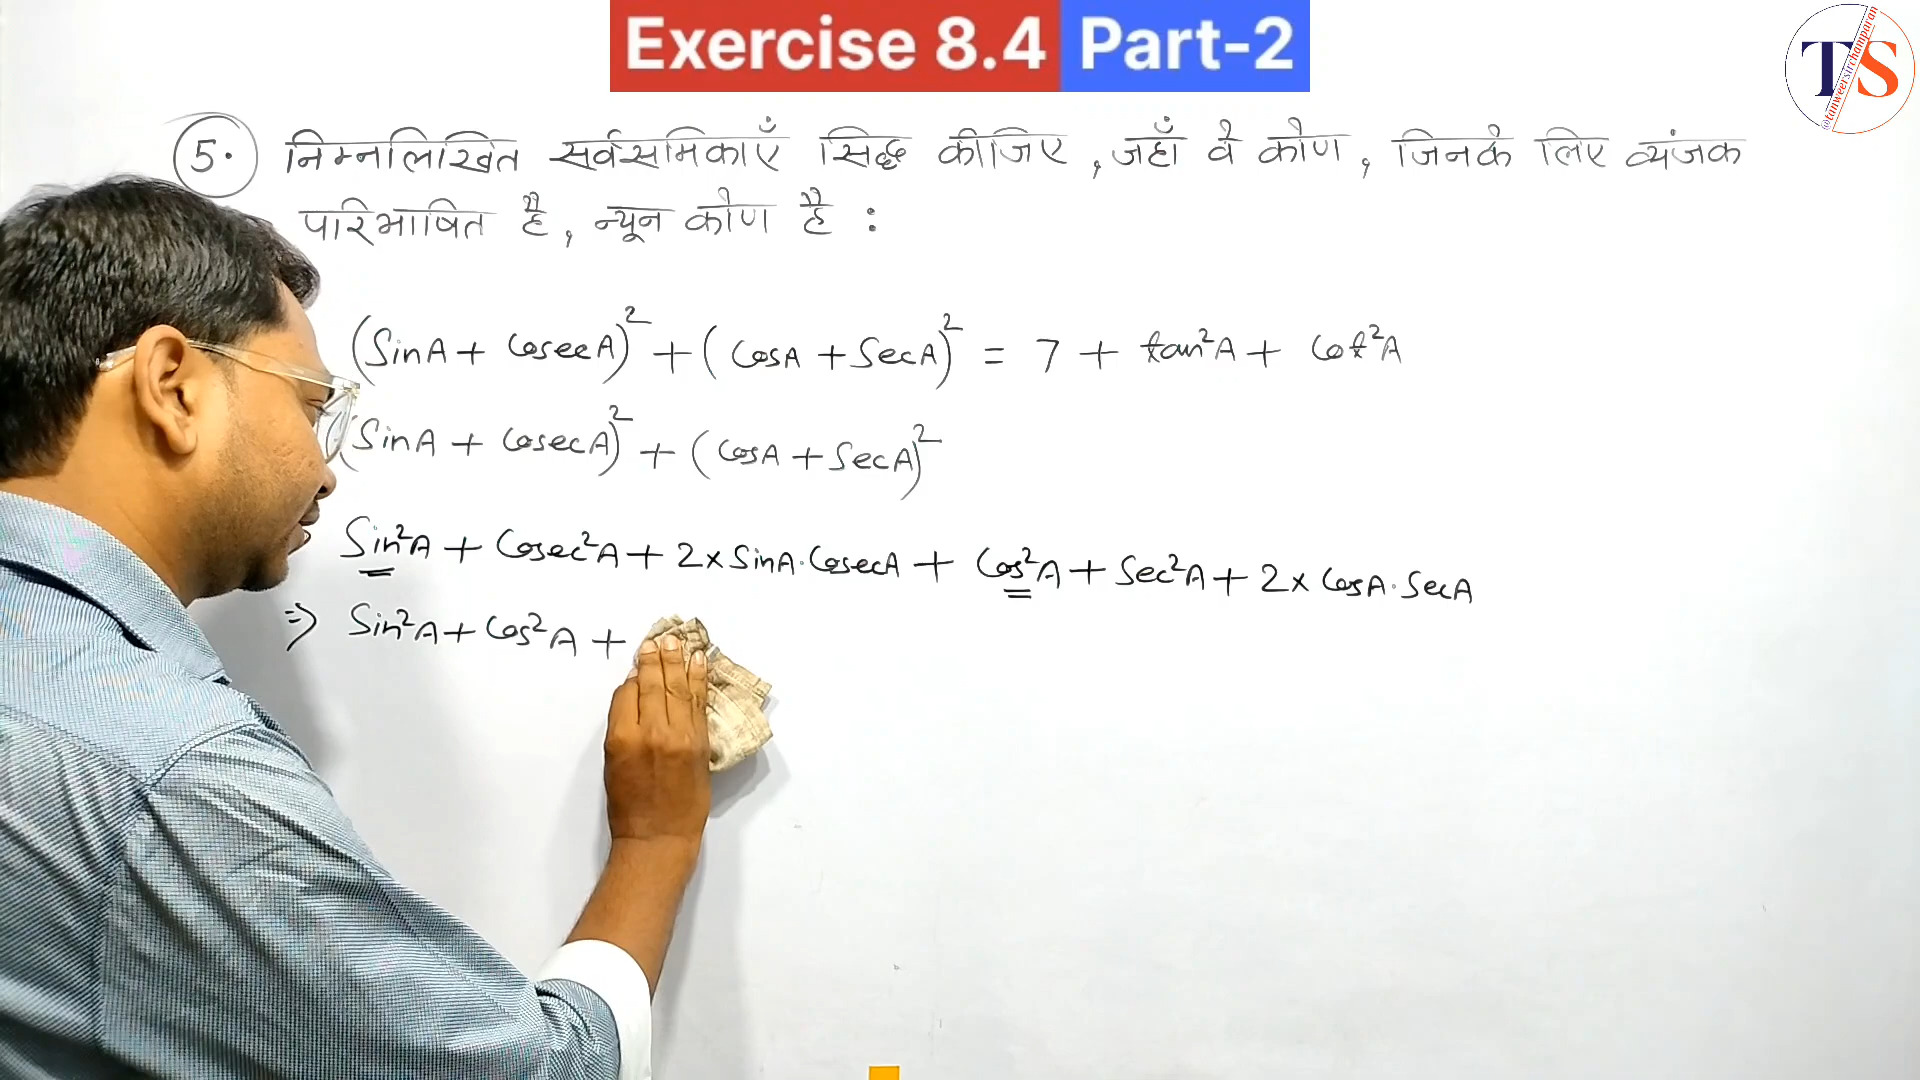 Exercise 8.4 Part-2
TS
@tanweersirchamparan
5. निम्नलिखित सर्वसमिकाएँ सिद्ध कीजिए, जहाँ वे कोण, जिनके लिए व्यंजक
परिभाषित है, न्यून कोण है :
(SinA + CosecA)² + (CosA + SecA)² = 7 + tan²A + Cot²A
(SinA + CosecA)² + (CosA + SecA)²
Sin²A + Cosec²A + 2×SinA·CosecA + Cos²A + Sec²A + 2×CosA·SecA
⇒ Sin²A + Cos²A +